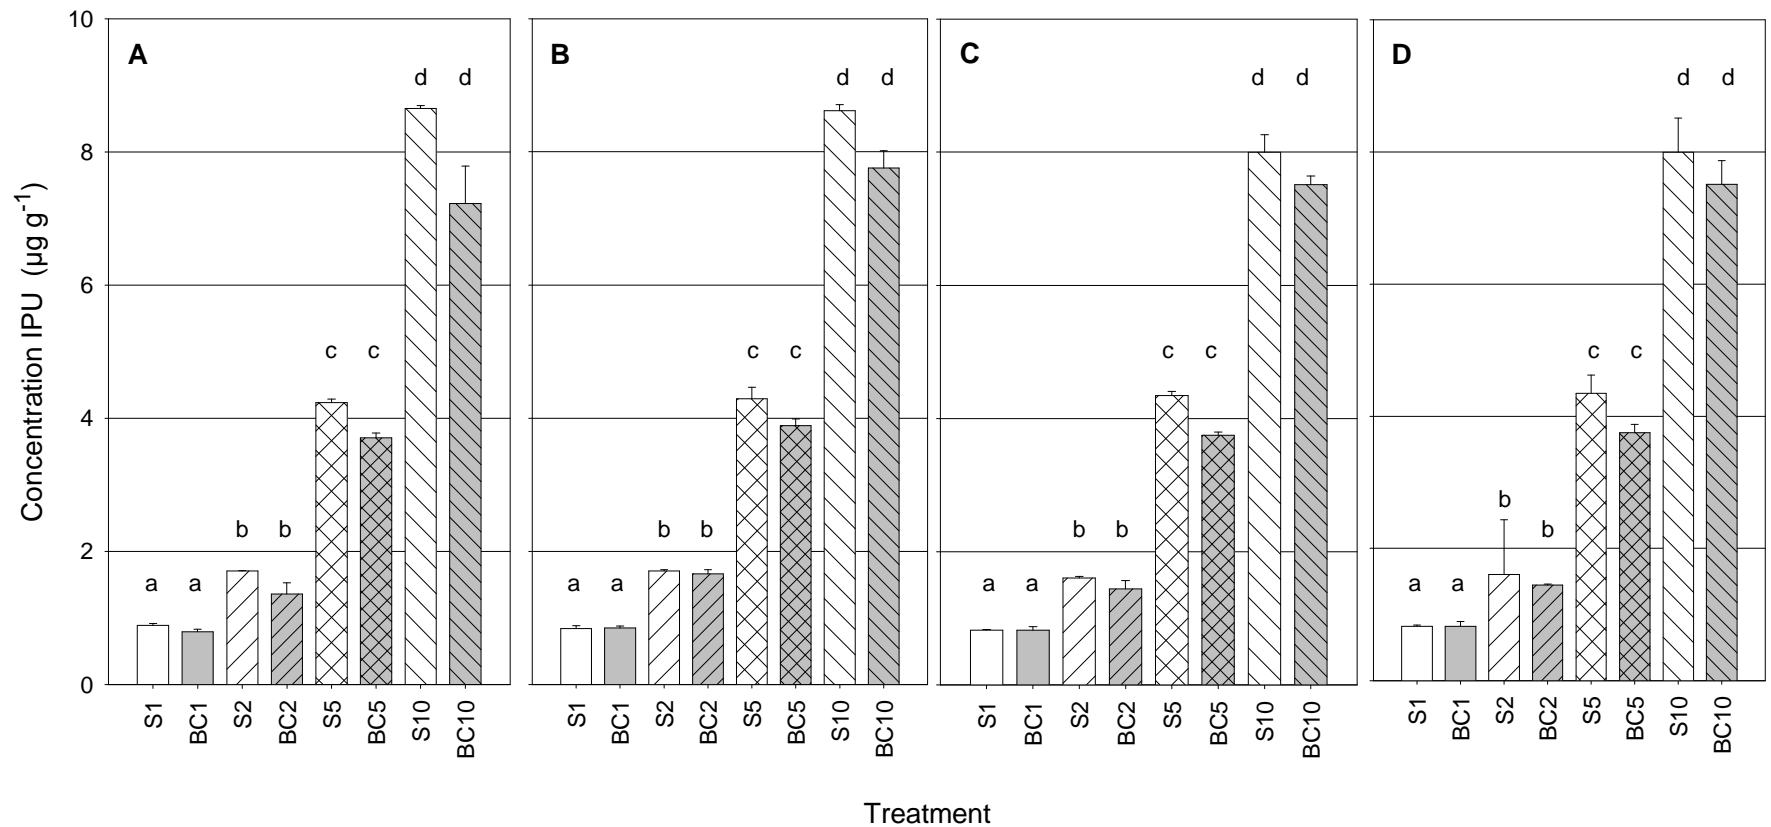 A
B
C
D
Concentration IPU (µg g-1)
10
8
6
4
2
0
a a b b c c d d
a a b b c c d d
a a b b c c d d
a a b b c c d d
S1 BC1 S2 BC2 S5 BC5 S10 BC10
S1 BC1 S2 BC2 S5 BC5 S10 BC10
S1 BC1 S2 BC2 S5 BC5 S10 BC10
S1 BC1 S2 BC2 S5 BC5 S10 BC10
Treatment